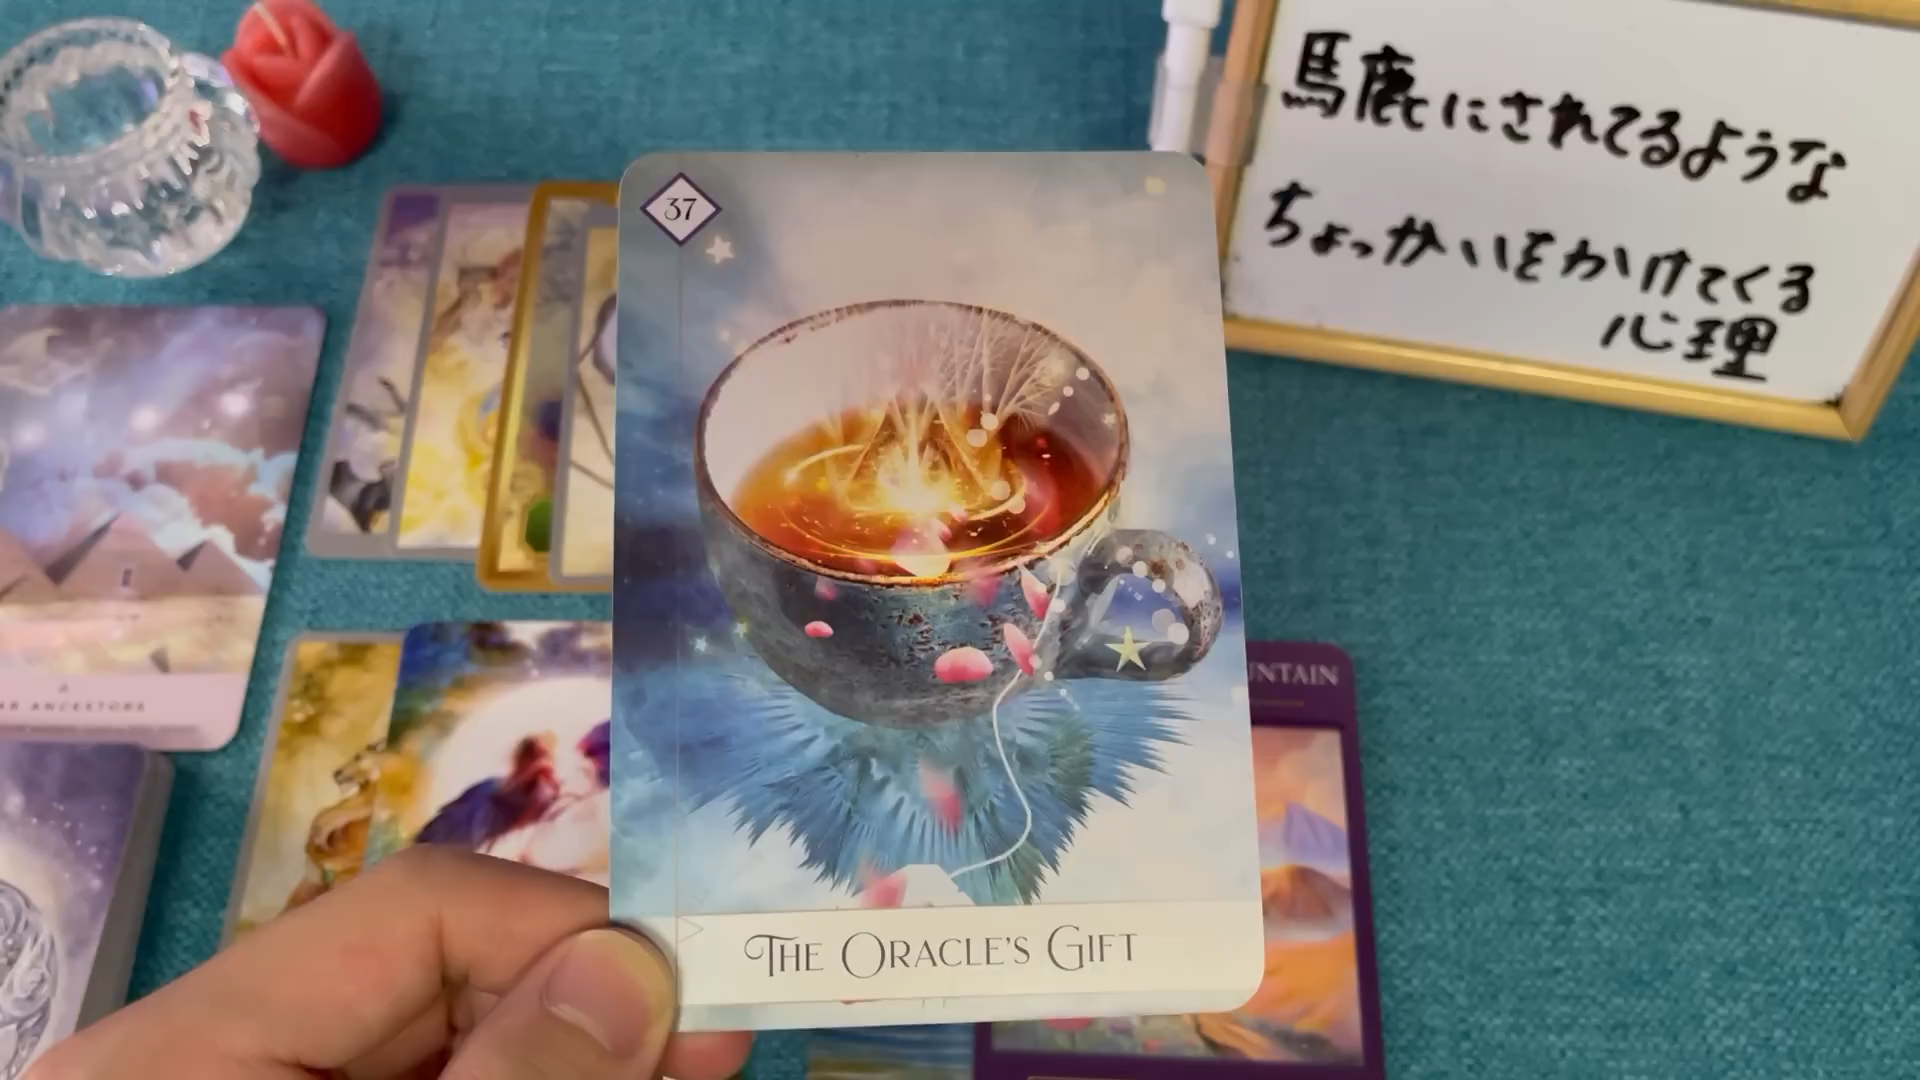 馬鹿にされてるような
ちょっかいをかけてくる
心理
37
THE ORACLE'S GIFT
ANCESTORS
UNTAIN